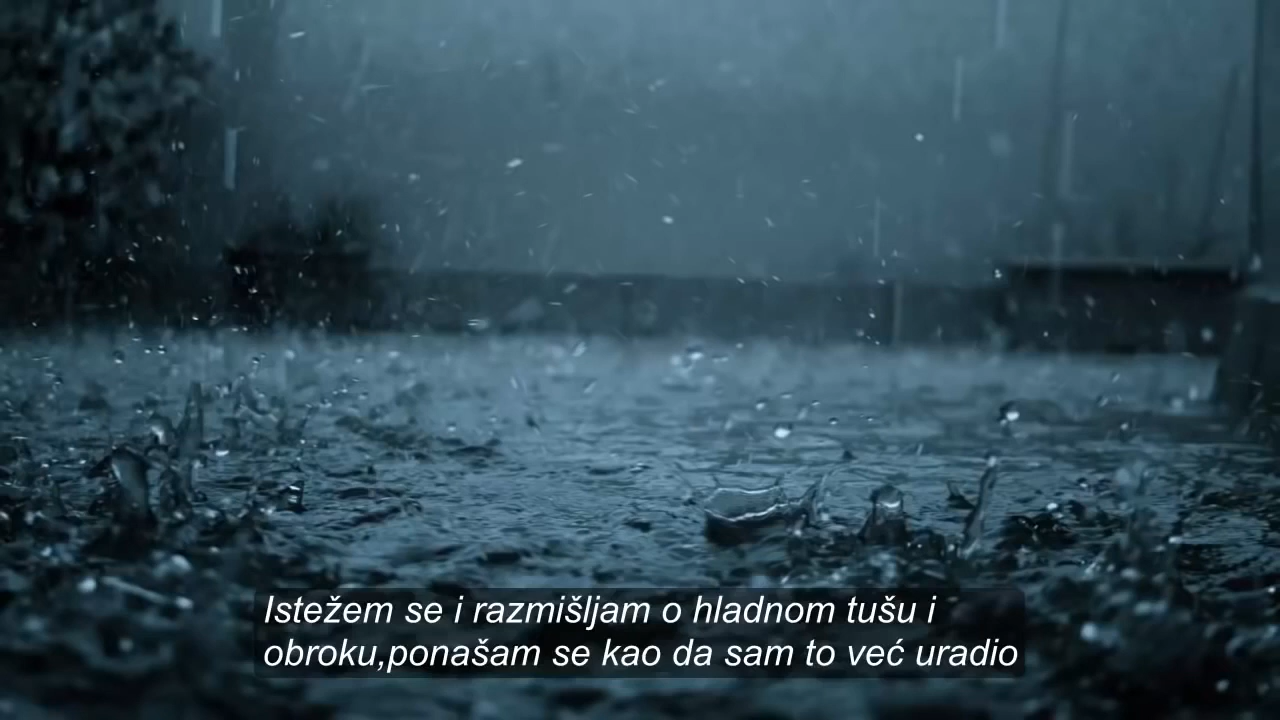 Istežem se i razmišljam o hladnom tušu i
obroku,ponašam se kao da sam to već uradio